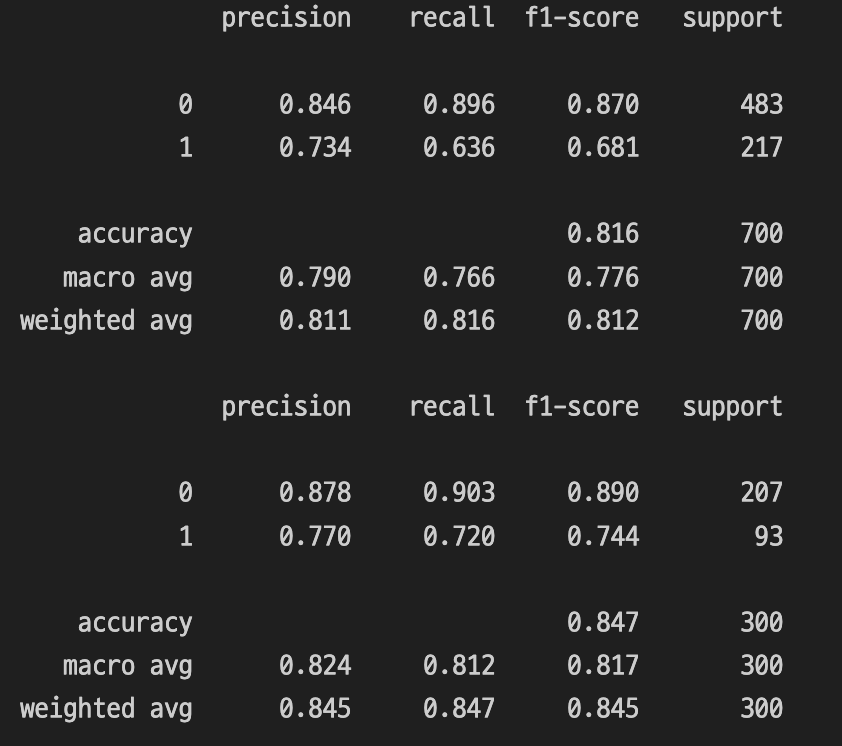 precision recall f1-score support
0 0.846 0.896 0.870 483
1 0.734 0.636 0.681 217
accuracy 0.816 700
macro avg 0.790 0.766 0.776 700
weighted avg 0.811 0.816 0.812 700
precision recall f1-score support
0 0.878 0.903 0.890 207
1 0.770 0.720 0.744 93
accuracy 0.847 300
macro avg 0.824 0.812 0.817 300
weighted avg 0.845 0.847 0.845 300